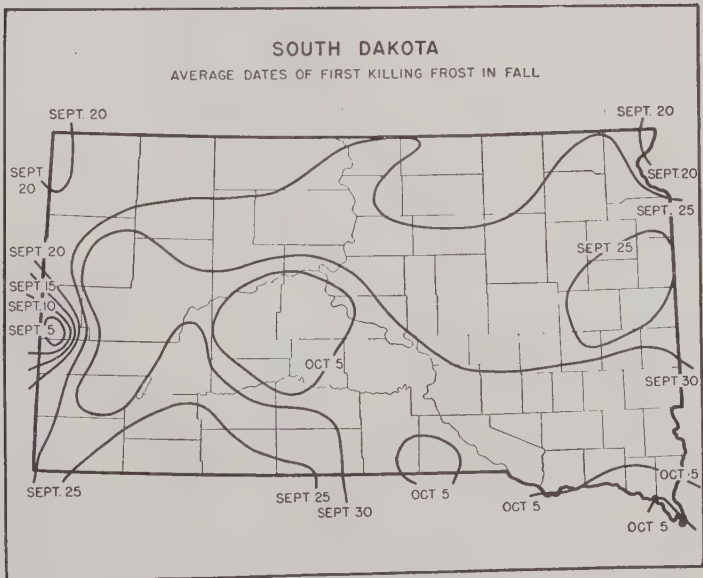 SOUTH DAKOTA
AVERAGE DATES OF FIRST KILLING FROST IN FALL
SEPT. 20
SEPT. 20
SEPT.
20
SEPT.20
SEPT. 25
SEPT. 20
SEPT 25
SEPT. 15
SEPT. 10
SEPT. 5
OCT 5
SEPT 30
OCT 5
SEPT. 25
SEPT 25
OCT 5
OCT 5
SEPT 30
OCT 5